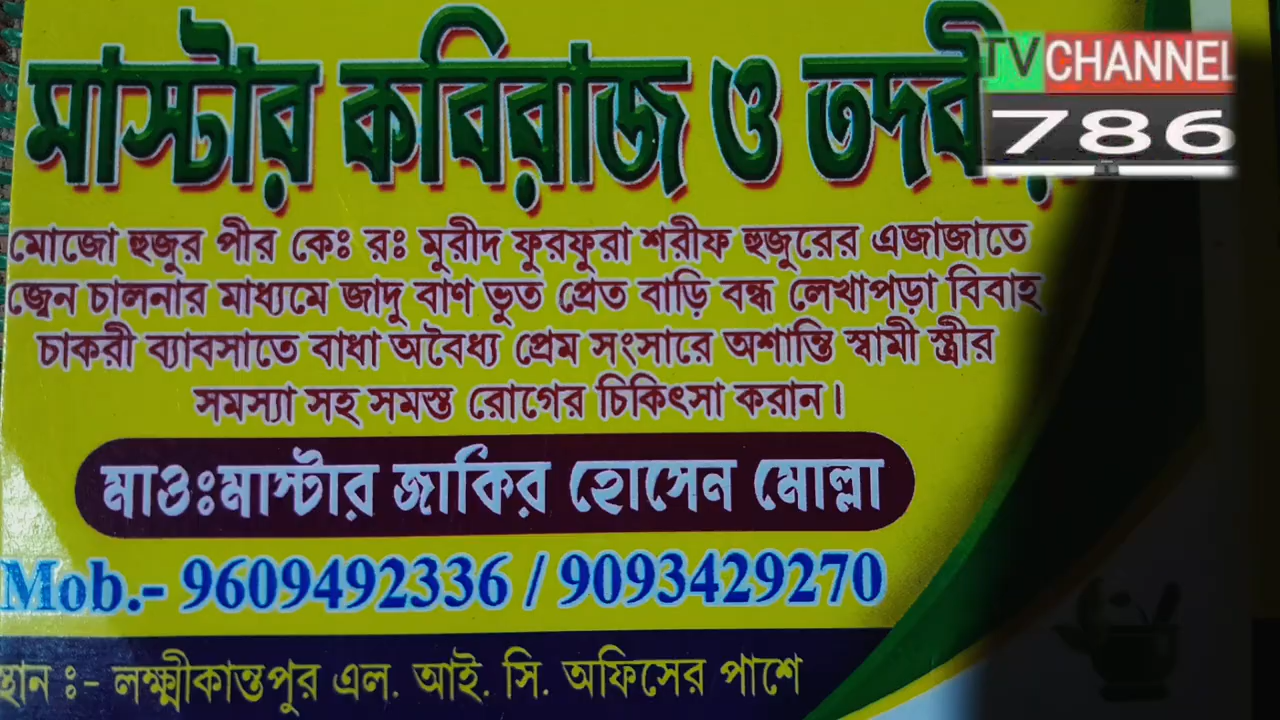 মাস্টার কবিরাজ ও তদবীর
TV CHANNEL
786
মোজো হুজুর পীর কেঃ রঃ মুরীদ ফুরফুরা শরীফ হুজুরের এজাজাতে
জ্বেন চালনার মাধ্যমে জাদু বাণ ভুত প্রেত বাড়ি বন্ধ লেখাপড়া বিবাহ
চাকরী ব্যাবসাতে বাধা অবৈধ্য প্রেম সংসারে অশান্তি স্বামী স্ত্রীর
সমস্যা সহ সমস্ত রোগের চিকিৎসা করান।
মাওঃমাস্টার জাকির হোসেন মোল্লা
Mob.- 9609492336 / 9093429270
স্থান ঃ- লক্ষ্মীকান্তপুর এল. আই. সি. অফিসের পাশে